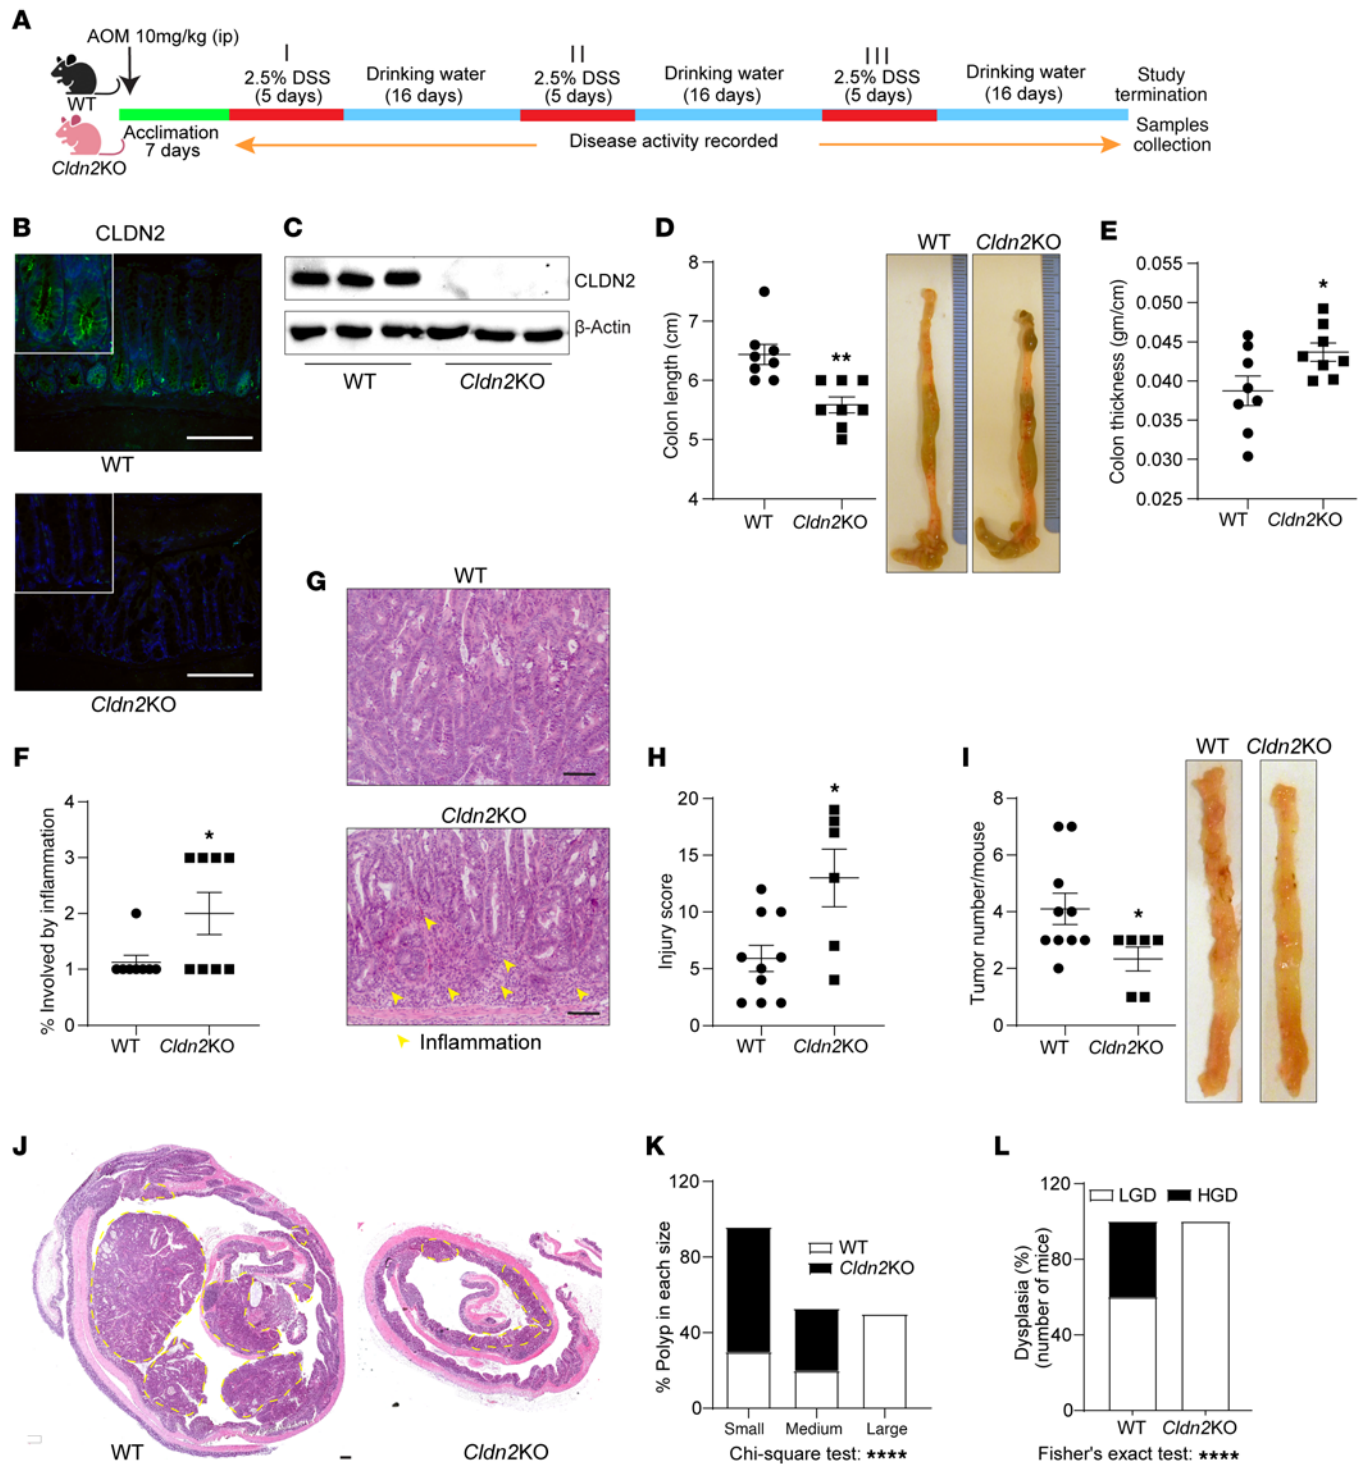 A
AOM 10mg/kg (ip)
WT
Cldn2KO
Acclimation
7 days
I
2.5% DSS
(5 days)
Drinking water
(16 days)
II
2.5% DSS
(5 days)
Drinking water
(16 days)
III
2.5% DSS
(5 days)
Drinking water
(16 days)
Disease activity recorded
Study
termination
Samples
collection
B
CLDN2
WT
Cldn2KO
C
CLDN2
β-Actin
WT
Cldn2KO
D
Colon length (cm)
8
7
6
5
4
**
WT
Cldn2KO
WT
Cldn2KO
E
Colon thickness (gm/cm)
0.055
0.050
0.045
0.040
0.035
0.030
0.025
*
WT
Cldn2KO
F
% Involved by inflammation
4
3
2
1
0
*
WT
Cldn2KO
G
WT
Cldn2KO
Inflammation
H
Injury score
20
15
10
5
0
*
WT
Cldn2KO
I
Tumor number/mouse
8
6
4
2
0
*
WT
Cldn2KO
WT
Cldn2KO
J
WT
Cldn2KO
K
% Polyp in each size
120
80
40
0
WT
Cldn2KO
Small
Medium
Large
Chi-square test: ****
L
Dysplasia (%)
(number of mice)
120
80
40
0
LGD
HGD
WT
Cldn2KO
Fisher's exact test: ****